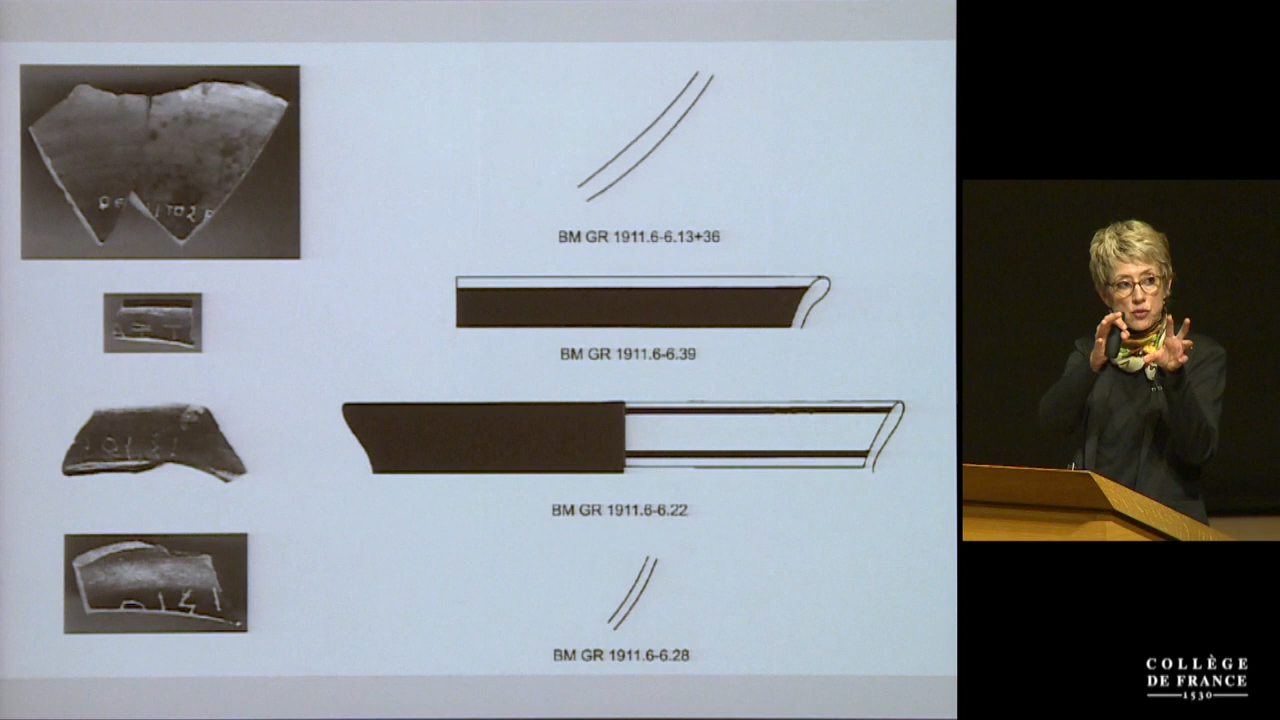 BM GR 1911.6-6.13+36
BM GR 1911.6-6.39
BM GR 1911.6-6.22
BM GR 1911.6-6.28
COLLÈGE
DE FRANCE
1530